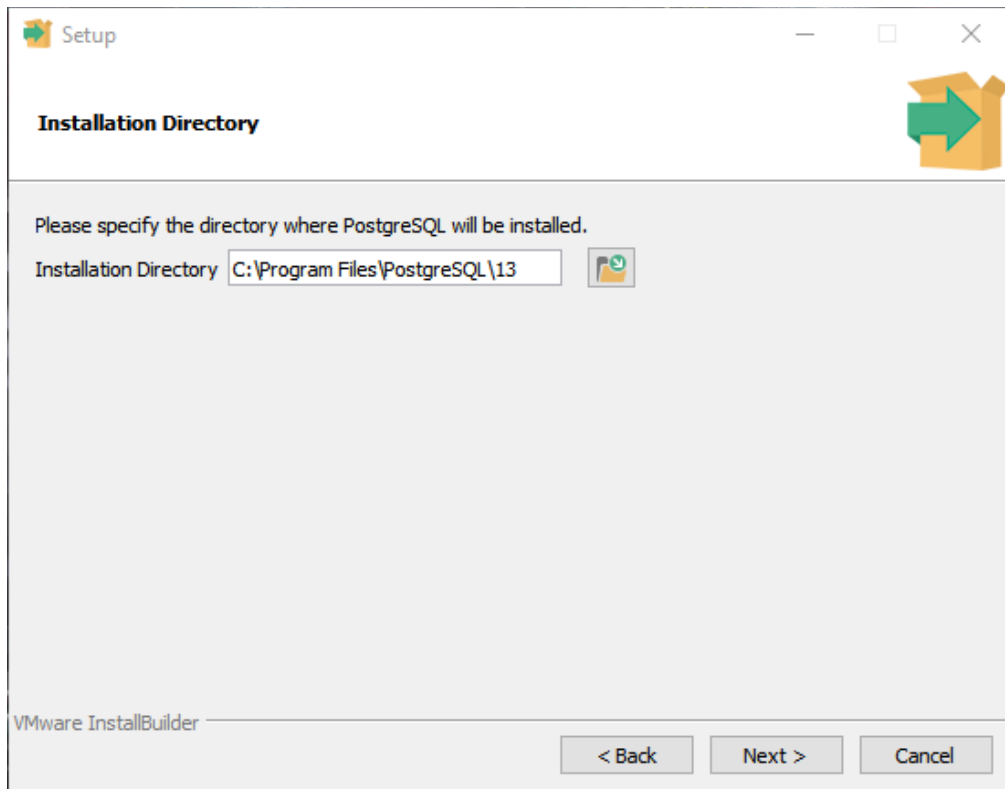 Setup
Installation Directory
Please specify the directory where PostgreSQL will be installed.
Installation Directory C:\Program Files\PostgreSQL\13
VMware InstallBuilder
< Back Next > Cancel